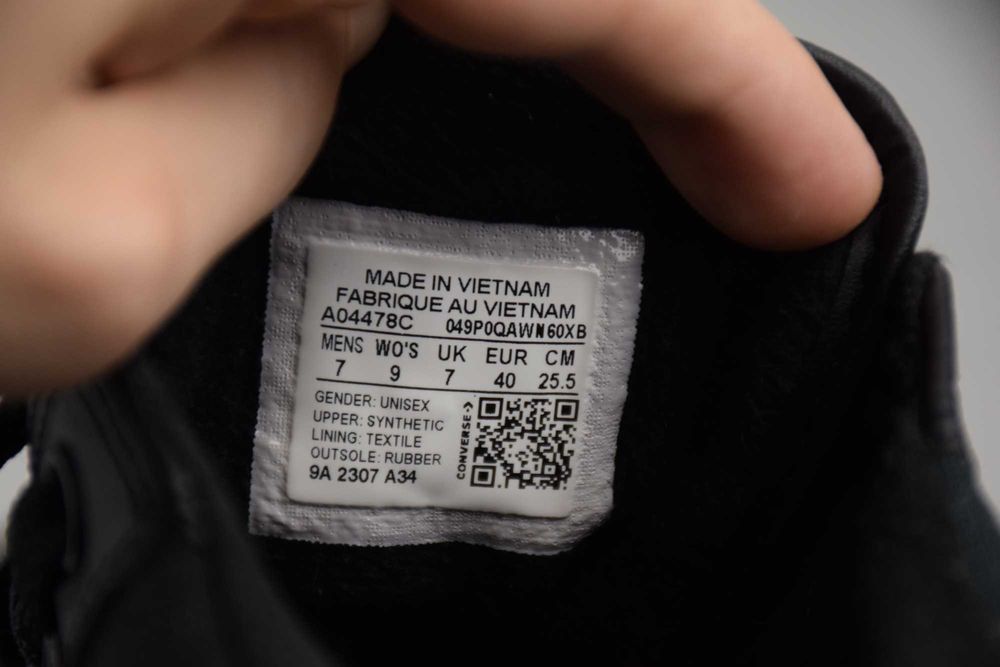 MADE IN VIETNAM
FABRIQUE AU VIETNAM
A04478C 049P0QAWN60XB
MENS WO'S UK EUR CM
7 9 7 40 25.5
GENDER: UNISEX
UPPER: SYNTHETIC
LINING: TEXTILE
OUTSOLE: RUBBER
9A 2307 A34
CONVERSE